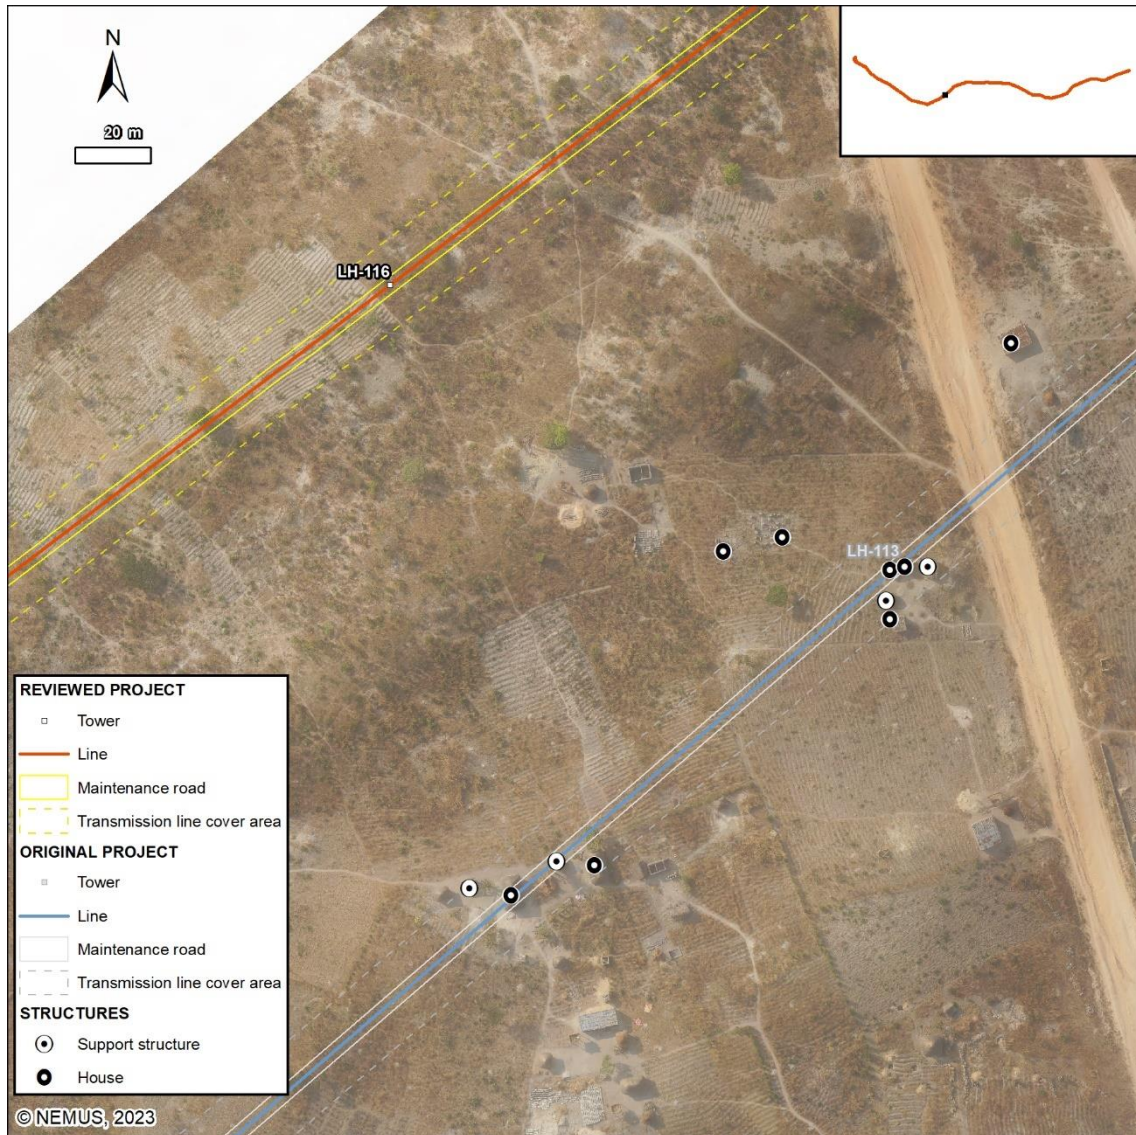 N
20 m
LH-116
LH-113
REVIEWED PROJECT
Tower
Line
Maintenance road
Transmission line cover area
ORIGINAL PROJECT
Tower
Line
Maintenance road
Transmission line cover area
STRUCTURES
Support structure
House
© NEMUS, 2023